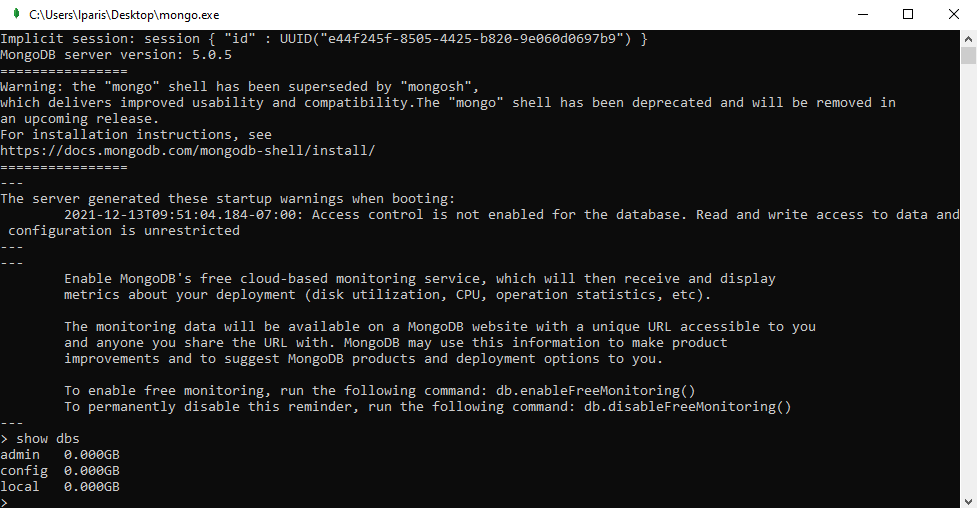 C:\Users\lparis\Desktop\mongo.exe
Implicit session: session { "id" : UUID("e44f245f-8505-4425-b820-9e060d0697b9") }
MongoDB server version: 5.0.5
================
Warning: the "mongo" shell has been superseded by "mongosh",
which delivers improved usability and compatibility.The "mongo" shell has been deprecated and will be removed in
an upcoming release.
For installation instructions, see
https://docs.mongodb.com/mongodb-shell/install/
================
---
The server generated these startup warnings when booting:
        2021-12-13T09:51:04.184-07:00: Access control is not enabled for the database. Read and write access to data and
 configuration is unrestricted
---
---
        Enable MongoDB's free cloud-based monitoring service, which will then receive and display
        metrics about your deployment (disk utilization, CPU, operation statistics, etc).

        The monitoring data will be available on a MongoDB website with a unique URL accessible to you
        and anyone you share the URL with. MongoDB may use this information to make product
        improvements and to suggest MongoDB products and deployment options to you.

        To enable free monitoring, run the following command: db.enableFreeMonitoring()
        To permanently disable this reminder, run the following command: db.disableFreeMonitoring()
---
> show dbs
admin   0.000GB
config  0.000GB
local   0.000GB
>